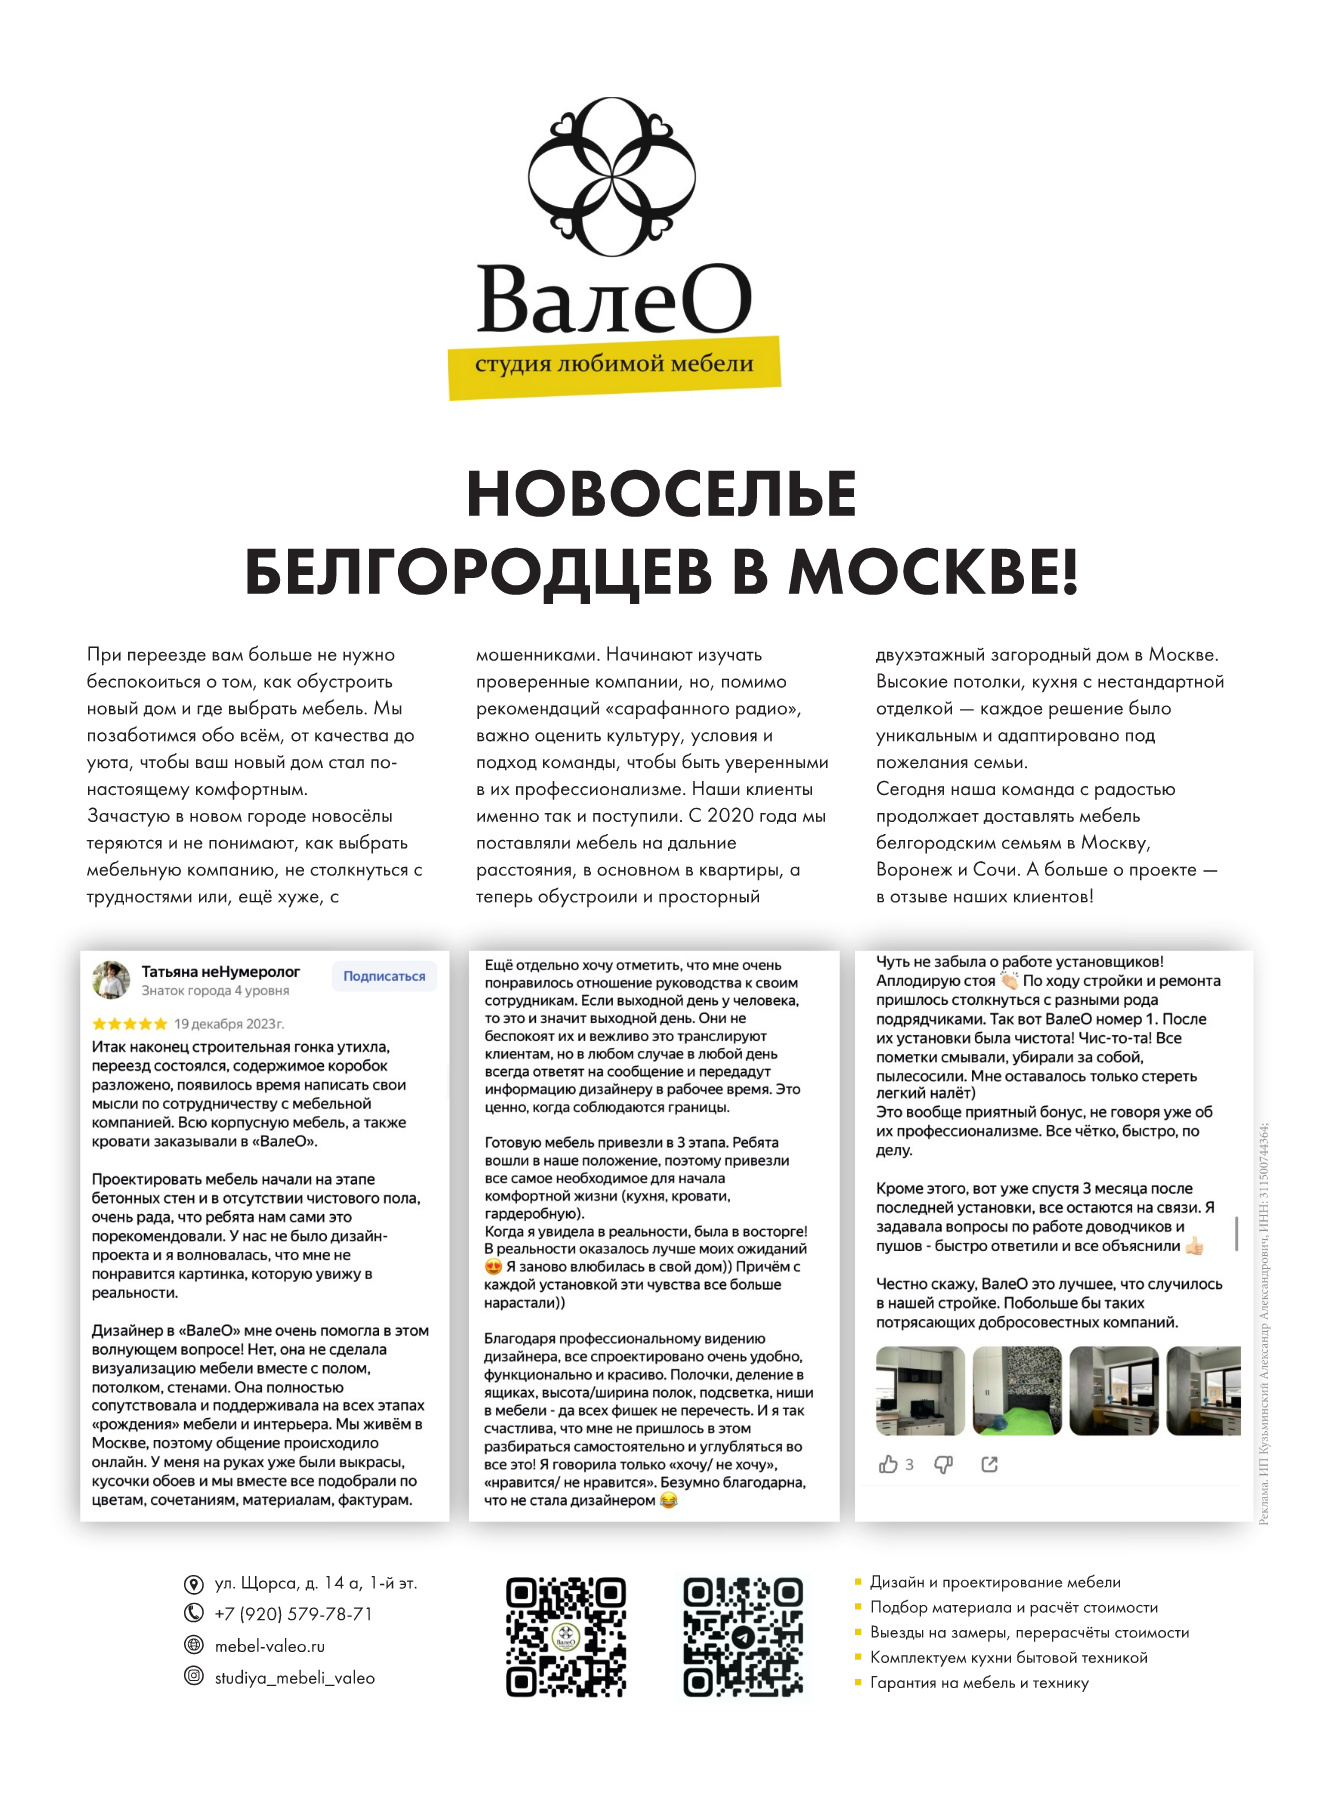 ВалеО
студия любимой мебели
НОВОСЕЛЬЕ
БЕЛГОРОДЦЕВ В МОСКВЕ!
При переезде вам больше не нужно
беспокоиться о том, как обустроить
новый дом и где выбрать мебель. Мы
позаботимся обо всём, от качества до
уюта, чтобы ваш новый дом стал по-
настоящему комфортным.
Зачастую в новом городе новосёлы
теряются и не понимают, как выбрать
мебельную компанию, не столкнуться с
трудностями или, ещё хуже, с
мошенниками. Начинают изучать
проверенные компании, но, помимо
рекомендаций «сарафанного радио»,
важно оценить культуру, условия и
подход команды, чтобы быть уверенными
в их профессионализме. Наши клиенты
именно так и поступили. С 2020 года мы
поставляли мебель на дальние
расстояния, в основном в квартиры, а
теперь обустроили и просторный
двухэтажный загородный дом в Москве.
Высокие потолки, кухня с нестандартной
отделкой — каждое решение было
уникальным и адаптировано под
пожелания семьи.
Сегодня наша команда с радостью
продолжает доставлять мебель
белгородским семьям в Москву,
Воронеж и Сочи. А больше о проекте —
в отзыве наших клиентов!
Татьяна неНумеролог
Знаток города 4 уровня
Подписаться
19 декабря 2023г.
Итак наконец строительная гонка утихла,
переезд состоялся, содержимое коробок
разложено, появилось время написать свои
мысли по сотрудничеству с мебельной
компанией. Всю корпусную мебель, а также
кровати заказывали в «ВалеО».
Проектировать мебель начали на этапе
бетонных стен и в отсутствии чистового пола,
очень рада, что ребята нам сами это
порекомендовали. У нас не было дизайн-
проекта и я волновалась, что мне не
понравится картинка, которую увижу в
реальности.
Дизайнер в «ВалеО» мне очень помогла в этом
волнующем вопросе! Нет, она не сделала
визуализацию мебели вместе с полом,
потолком, стенами. Она полностью
сопутствовала и поддерживала на всех этапах
«рождения» мебели и интерьера. Мы живём в
Москве, поэтому общение происходило
онлайн. У меня на руках уже были выкрасы,
кусочки обоев и мы вместе все подобрали по
цветам, сочетаниям, материалам, фактурам.
Ещё отдельно хочу отметить, что мне очень
понравилось отношение руководства к своим
сотрудникам. Если выходной день у человека,
то это и значит выходной день. Они не
беспокоят их и вежливо это транслируют
клиентам, но в любом случае в любой день
всегда ответят на сообщение и передадут
информацию дизайнеру в рабочее время. Это
ценно, когда соблюдаются границы.
Готовую мебель привезли в 3 этапа. Ребята
вошли в наше положение, поэтому привезли
все самое необходимое для начала
комфортной жизни (кухня, кровати,
гардеробную).
Когда я увидела в реальности, была в восторге!
В реальности оказалось лучше моих ожиданий
😍 Я заново влюбилась в свой дом)) Причём с
каждой установкой эти чувства все больше
нарастали))
Благодаря профессиональному видению
дизайнера, все спроектировано очень удобно,
функционально и красиво. Полочки, деление в
ящиках, высота/ширина полок, подсветка, ниши
в мебели - да всех фишек не перечесть. И я так
счастлива, что мне не пришлось в этом
разбираться самостоятельно и углубляться во
все это! Я говорила только «хочу/ не хочу»,
«нравится/ не нравится». Безумно благодарна,
что не стала дизайнером 😂
Чуть не забыла о работе установщиков!
Аплодирую стоя 👏🏻 По ходу стройки и ремонта
пришлось столкнуться с разными рода
подрядчиками. Так вот ВалеО номер 1. После
их установки была чистота! Чис-то-та! Все
пометки смывали, убирали за собой,
пылесосили. Мне оставалось только стереть
легкий налёт)
Это вообще приятный бонус, не говоря уже об
их профессионализме. Все чётко, быстро, по
делу.
Кроме этого, вот уже спустя 3 месяца после
последней установки, все остаются на связи. Я
задавала вопросы по работе доводчиков и
пушов - быстро ответили и все объяснили 👍🏻
Честно скажу, ВалеО это лучшее, что случилось
в нашей стройке. Побольше бы таких
потрясающих добросовестных компаний.
3
Реклама. ИП Кузьминский Александр Александрович, ИНН: 311500744364;
ул. Щорса, д. 14 а, 1-й эт.
+7 (920) 579-78-71
mebel-valeo.ru
studiya_mebeli_valeo
ВалеО
Дизайн и проектирование мебели
Подбор материала и расчёт стоимости
Выезды на замеры, перерасчёты стоимости
Комплектуем кухни бытовой техникой
Гарантия на мебель и технику